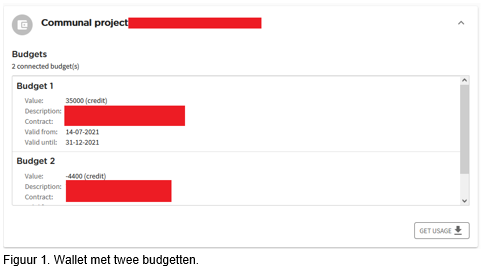 Communal project
Budgets
2 connected budget(s)
Budget 1
Value: 35000 (credit)
Description:
Contract:
Valid from: 14-07-2021
Valid until: 31-12-2021
Budget 2
Value: -4400 (credit)
Description:
Contract:
GET USAGE
Figuur 1. Wallet met twee budgetten.